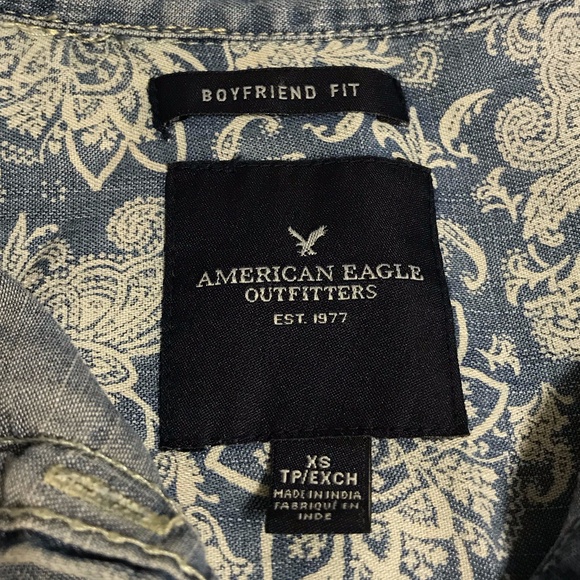 BOYFRIEND FIT
AMERICAN EAGLE
OUTFITTERS
EST. 1977
XS
TP/EXCH
MADE IN INDIA
FABRIQUÉ EN
INDE